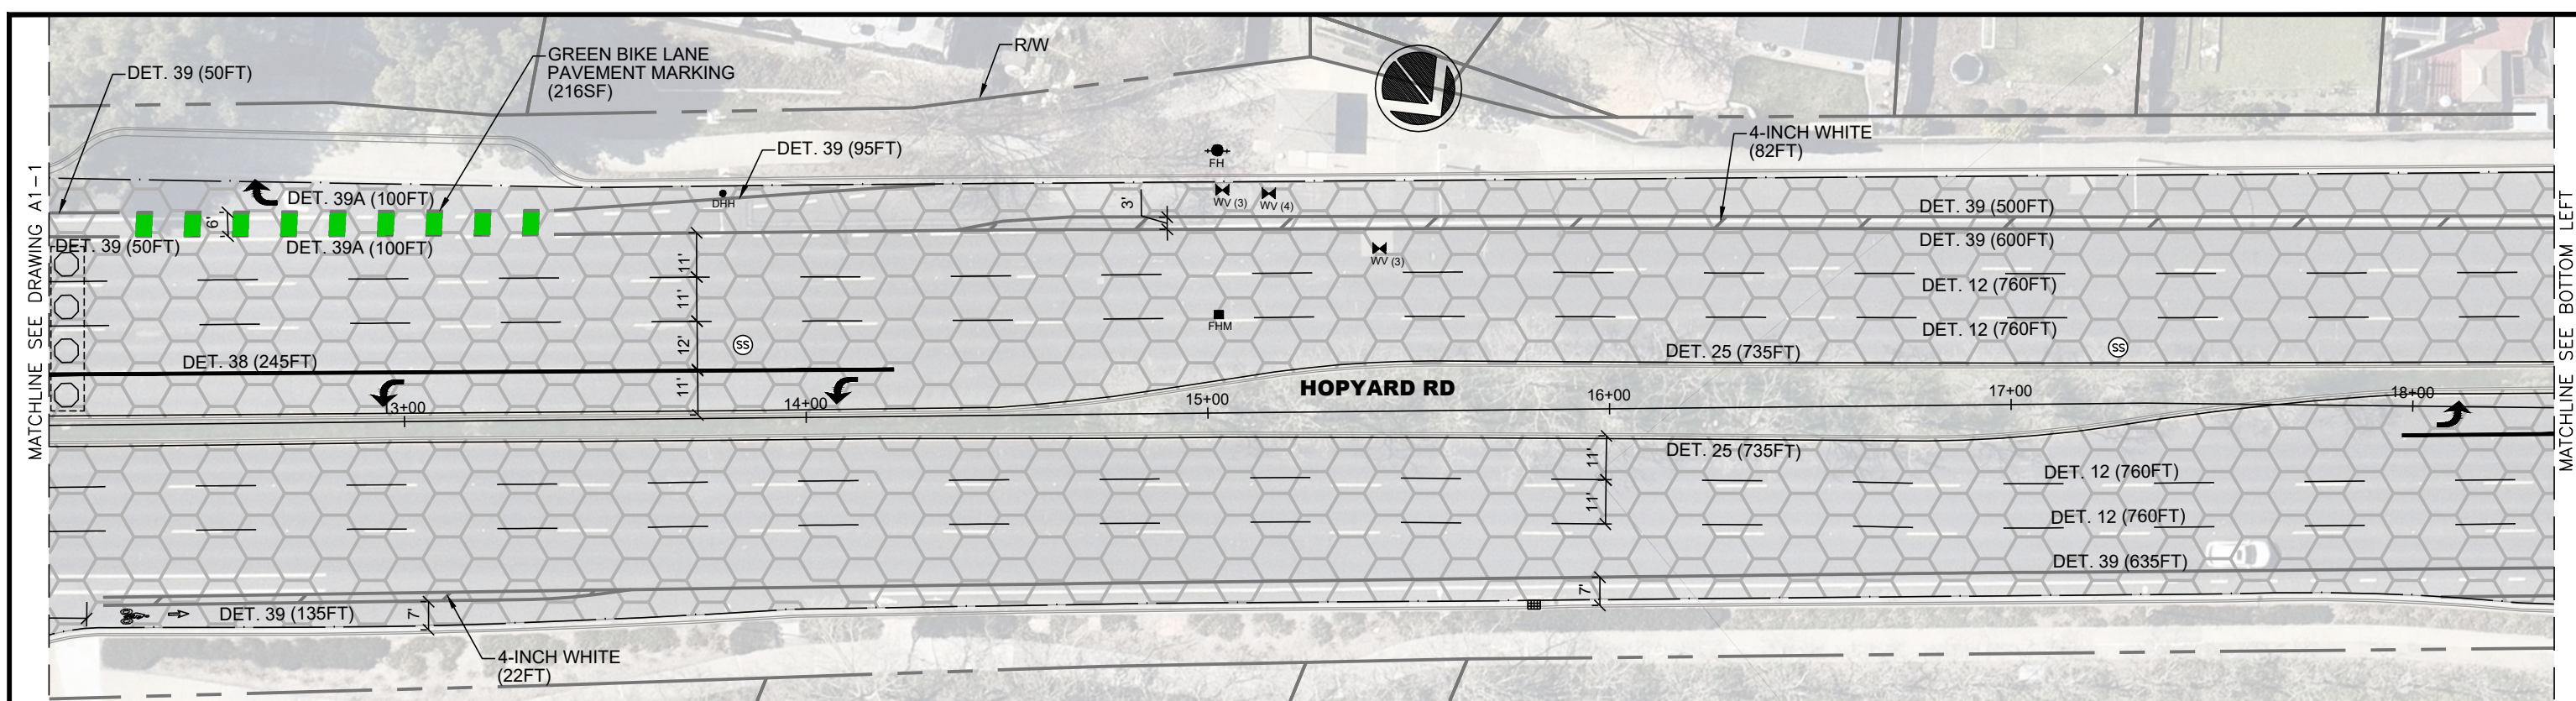 DET. 39 (50FT)
GREEN BIKE LANE
PAVEMENT MARKING
(216SF)
R/W
4-INCH WHITE
(82FT)
DET. 39 (95FT)
FH
DET. 39A (100FT)
DHH
WV (3)
WV (4)
3'
DET. 39 (500FT)
6'
DET. 39 (50FT)
DET. 39A (100FT)
DET. 39 (600FT)
11'
WV (3)
DET. 12 (760FT)
11'
FHM
DET. 12 (760FT)
12'
SS
SS
DET. 38 (245FT)
DET. 25 (735FT)
11'
HOPYARD RD
13+00
14+00
15+00
16+00
17+00
18+00
DET. 25 (735FT)
11'
DET. 12 (760FT)
11'
DET. 12 (760FT)
DET. 39 (635FT)
7'
DET. 39 (135FT)
7'
4-INCH WHITE
(22FT)
MATCHLINE SEE DRAWING A1-1
MATCHLINE SEE BOTTOM LEFT